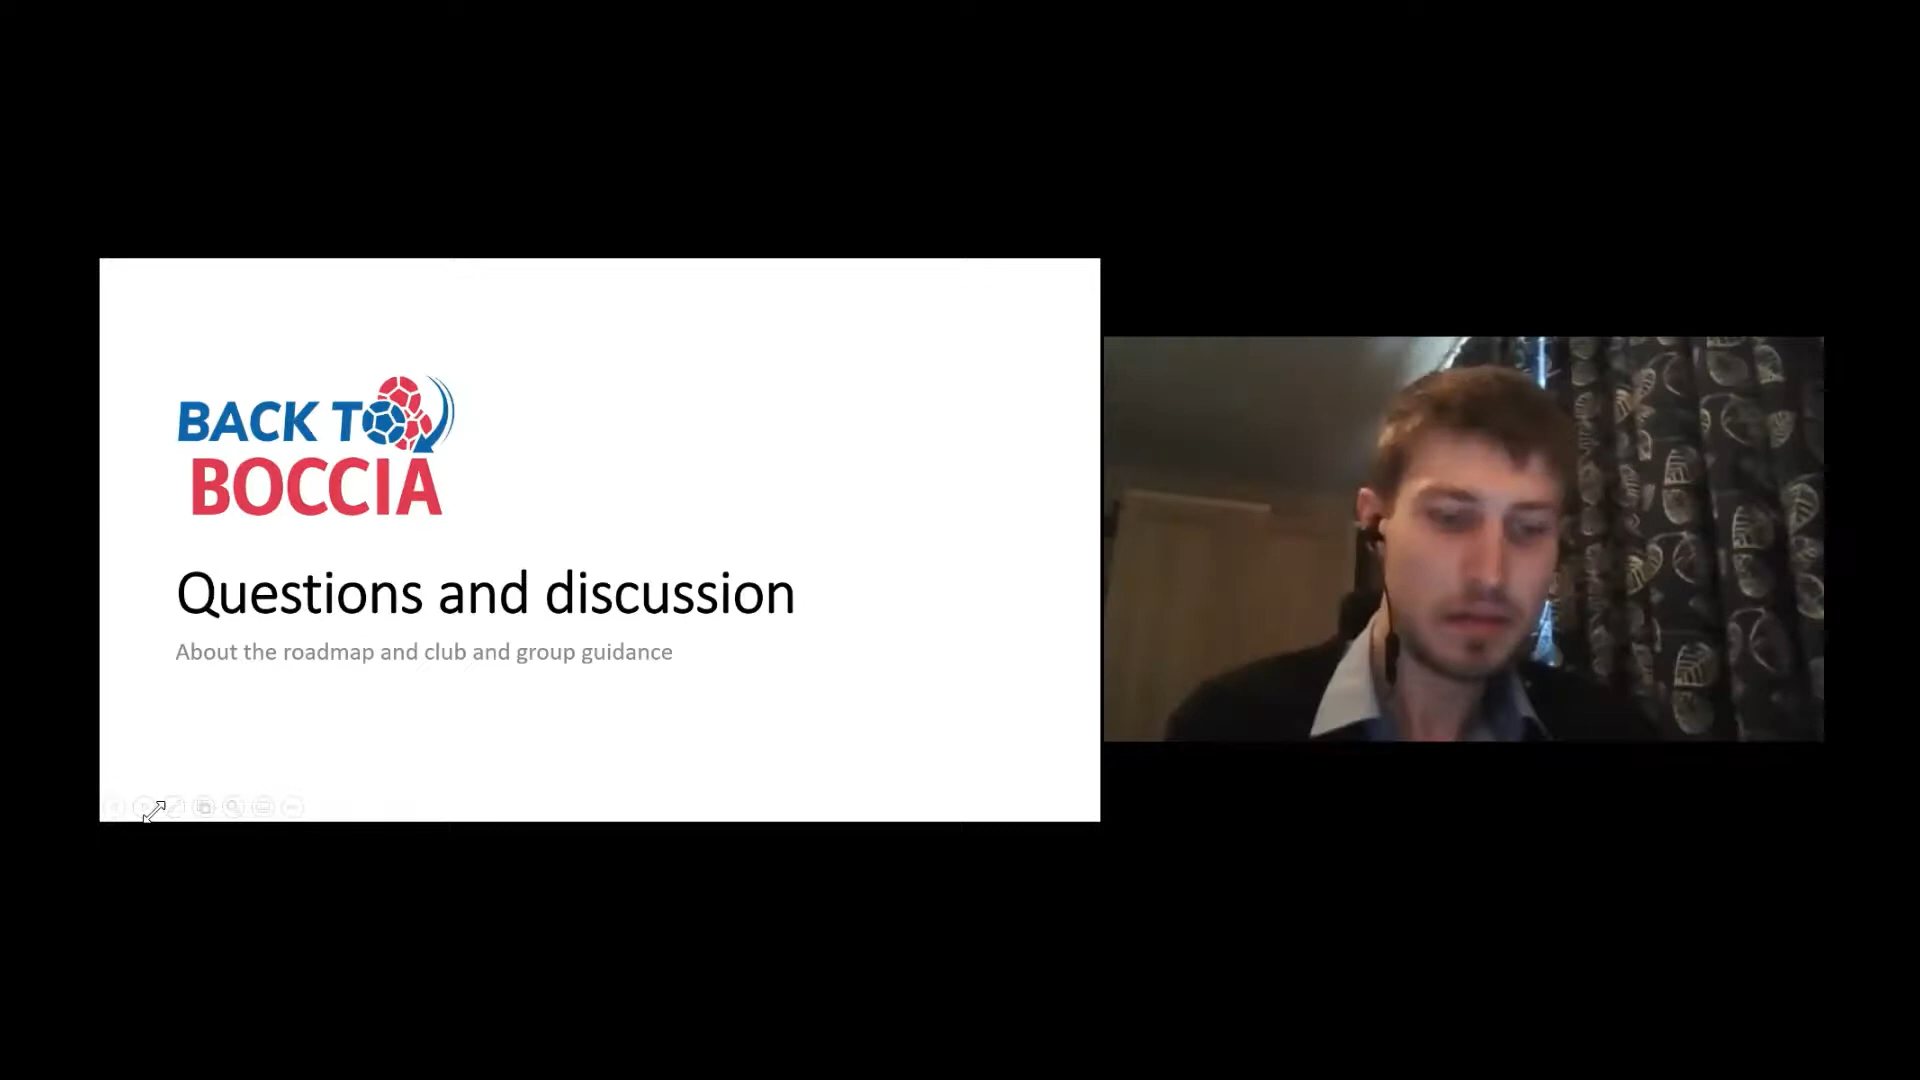 BACK TO
BOCCIA
Questions and discussion
About the roadmap and club and group guidance